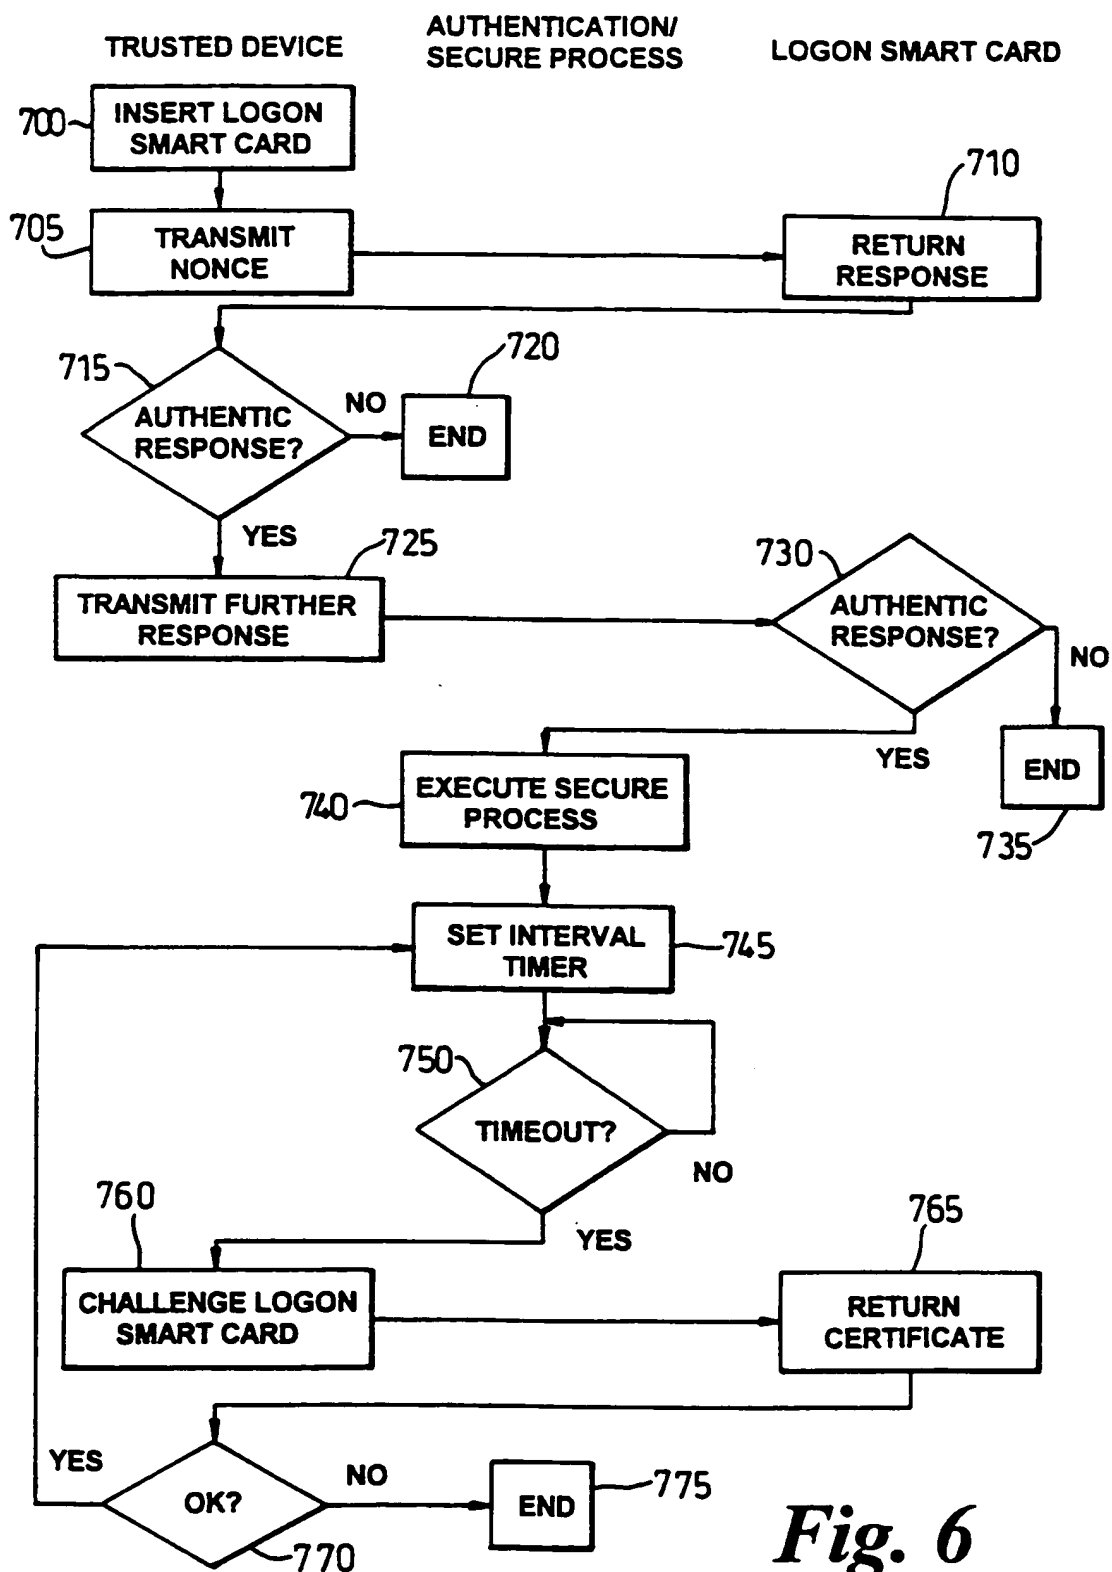 TRUSTED DEVICE
AUTHENTICATION/
SECURE PROCESS
LOGON SMART CARD
700
INSERT LOGON
SMART CARD
705
TRANSMIT
NONCE
710
RETURN
RESPONSE
715
AUTHENTIC
RESPONSE?
NO
720
END
YES
725
TRANSMIT FURTHER
RESPONSE
730
AUTHENTIC
RESPONSE?
NO
YES
END
735
740
EXECUTE SECURE
PROCESS
SET INTERVAL
TIMER
745
750
TIMEOUT?
NO
YES
760
CHALLENGE LOGON
SMART CARD
765
RETURN
CERTIFICATE
YES
OK?
NO
END
775
770
Fig. 6